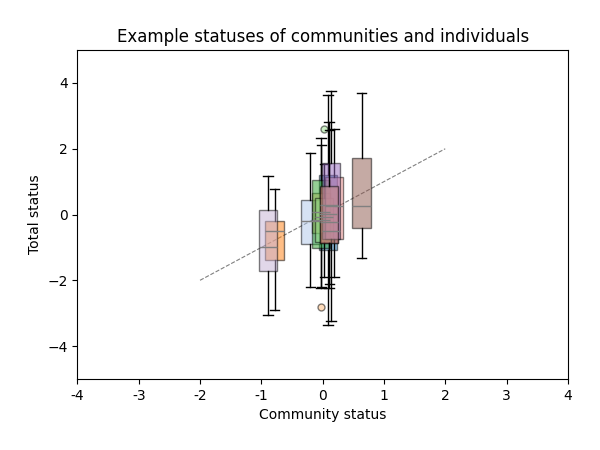 Example statuses of communities and individuals
4
2
0
−2
−4
Total status
-4 -3 -2 -1 0 1 2 3 4
Community status